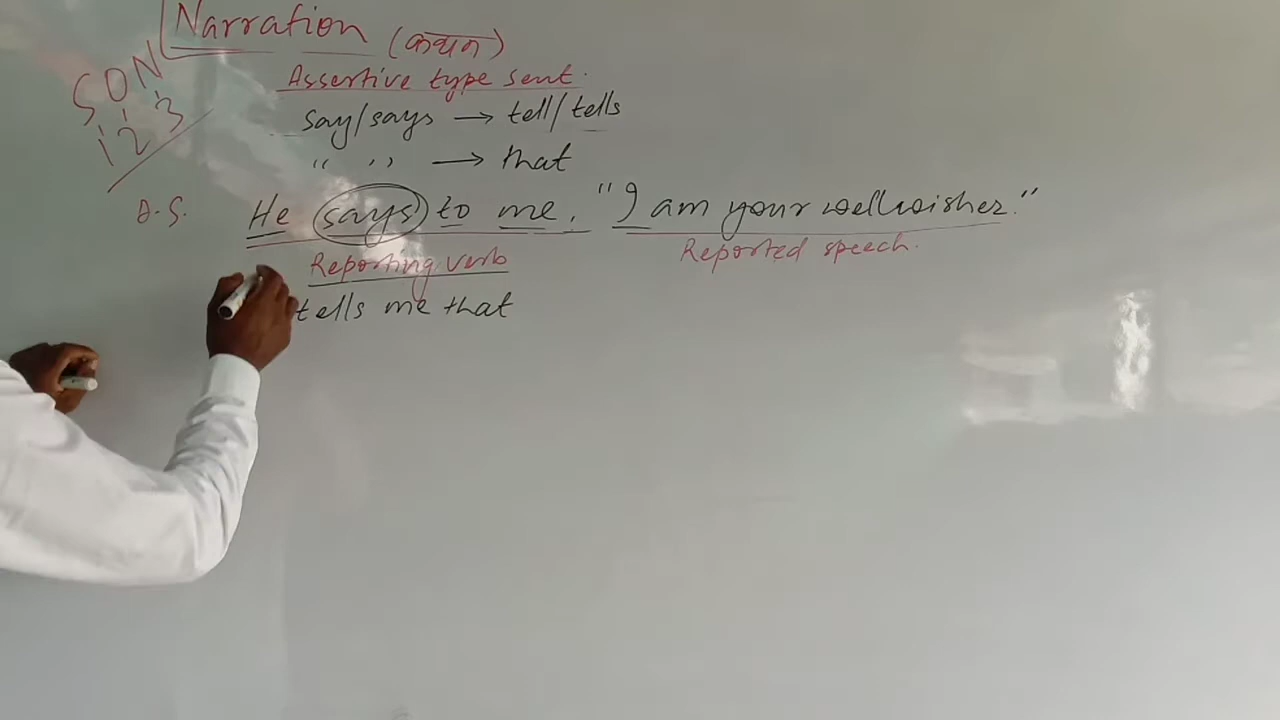 Narration (कथन)
SON
1 2 3
Assertive type sent.
say/says → tell/tells
" " → that
D.S. He says to me, "I am your wellwisher."
Reporting verb Reported speech.
tells me that